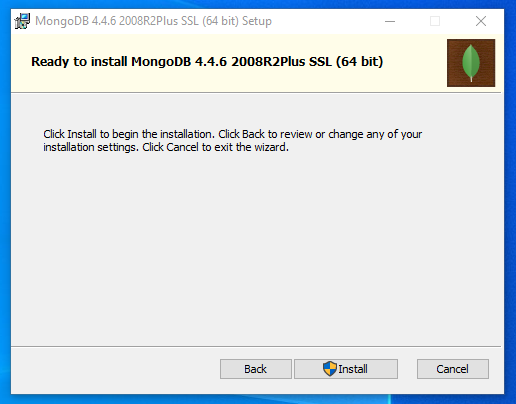 MongoDB 4.4.6 2008R2Plus SSL (64 bit) Setup
Ready to install MongoDB 4.4.6 2008R2Plus SSL (64 bit)
Click Install to begin the installation. Click Back to review or change any of your
installation settings. Click Cancel to exit the wizard.
Back
Install
Cancel